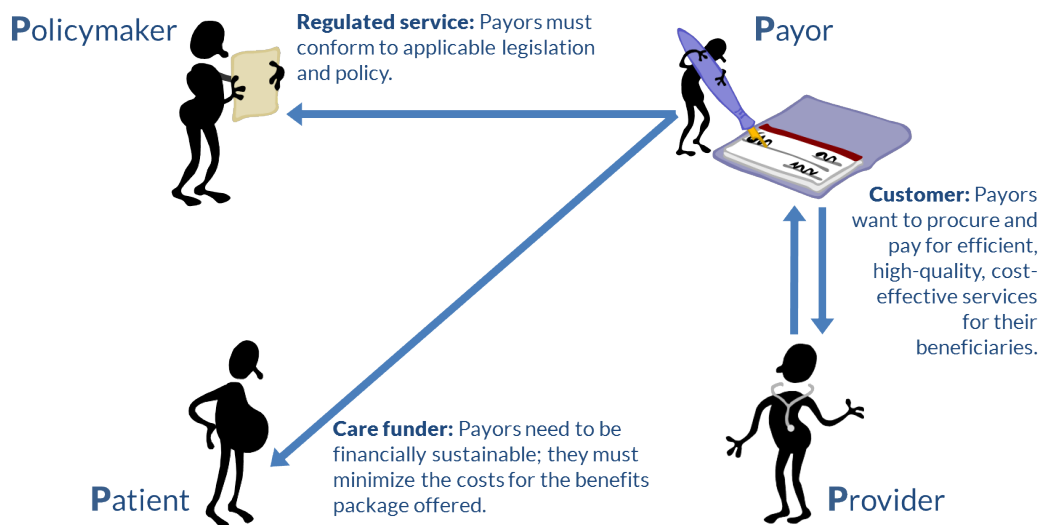 Policymaker
Regulated service: Payors must
conform to applicable legislation
and policy.
Payor
Customer: Payors
want to procure and
pay for efficient,
high-quality, cost-
effective services
for their
beneficiaries.
Care funder: Payors need to be
financially sustainable; they must
minimize the costs for the benefits
package offered.
Patient
Provider